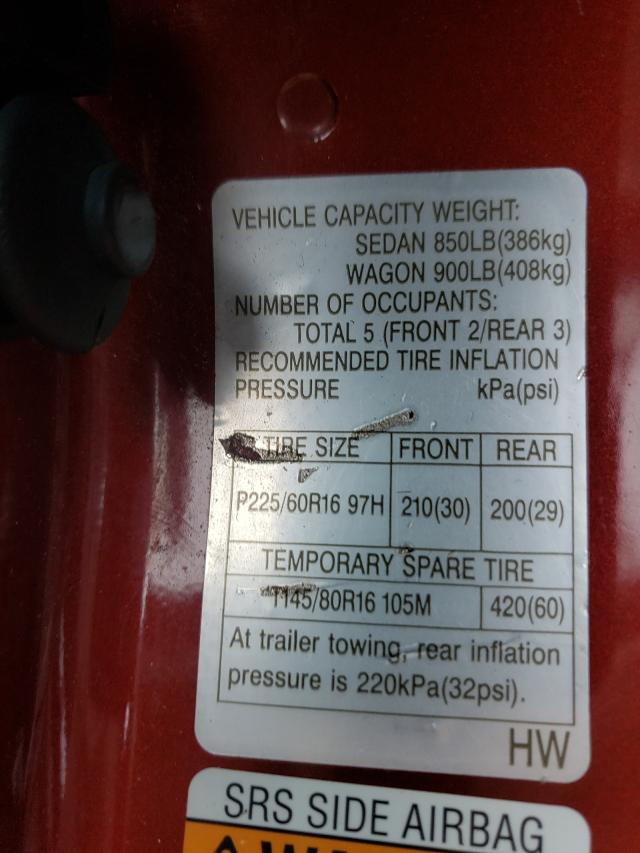 VEHICLE CAPACITY WEIGHT:
SEDAN 850LB(386kg)
WAGON 900LB(408kg)
NUMBER OF OCCUPANTS:
TOTAL 5 (FRONT 2/REAR 3)
RECOMMENDED TIRE INFLATION
PRESSURE kPa(psi)
TIRE SIZE FRONT REAR
P225/60R16 97H 210(30) 200(29)
TEMPORARY SPARE TIRE
T145/80R16 105M 420(60)
At trailer towing, rear inflation
pressure is 220kPa(32psi).
HW
SRS SIDE AIRBAG